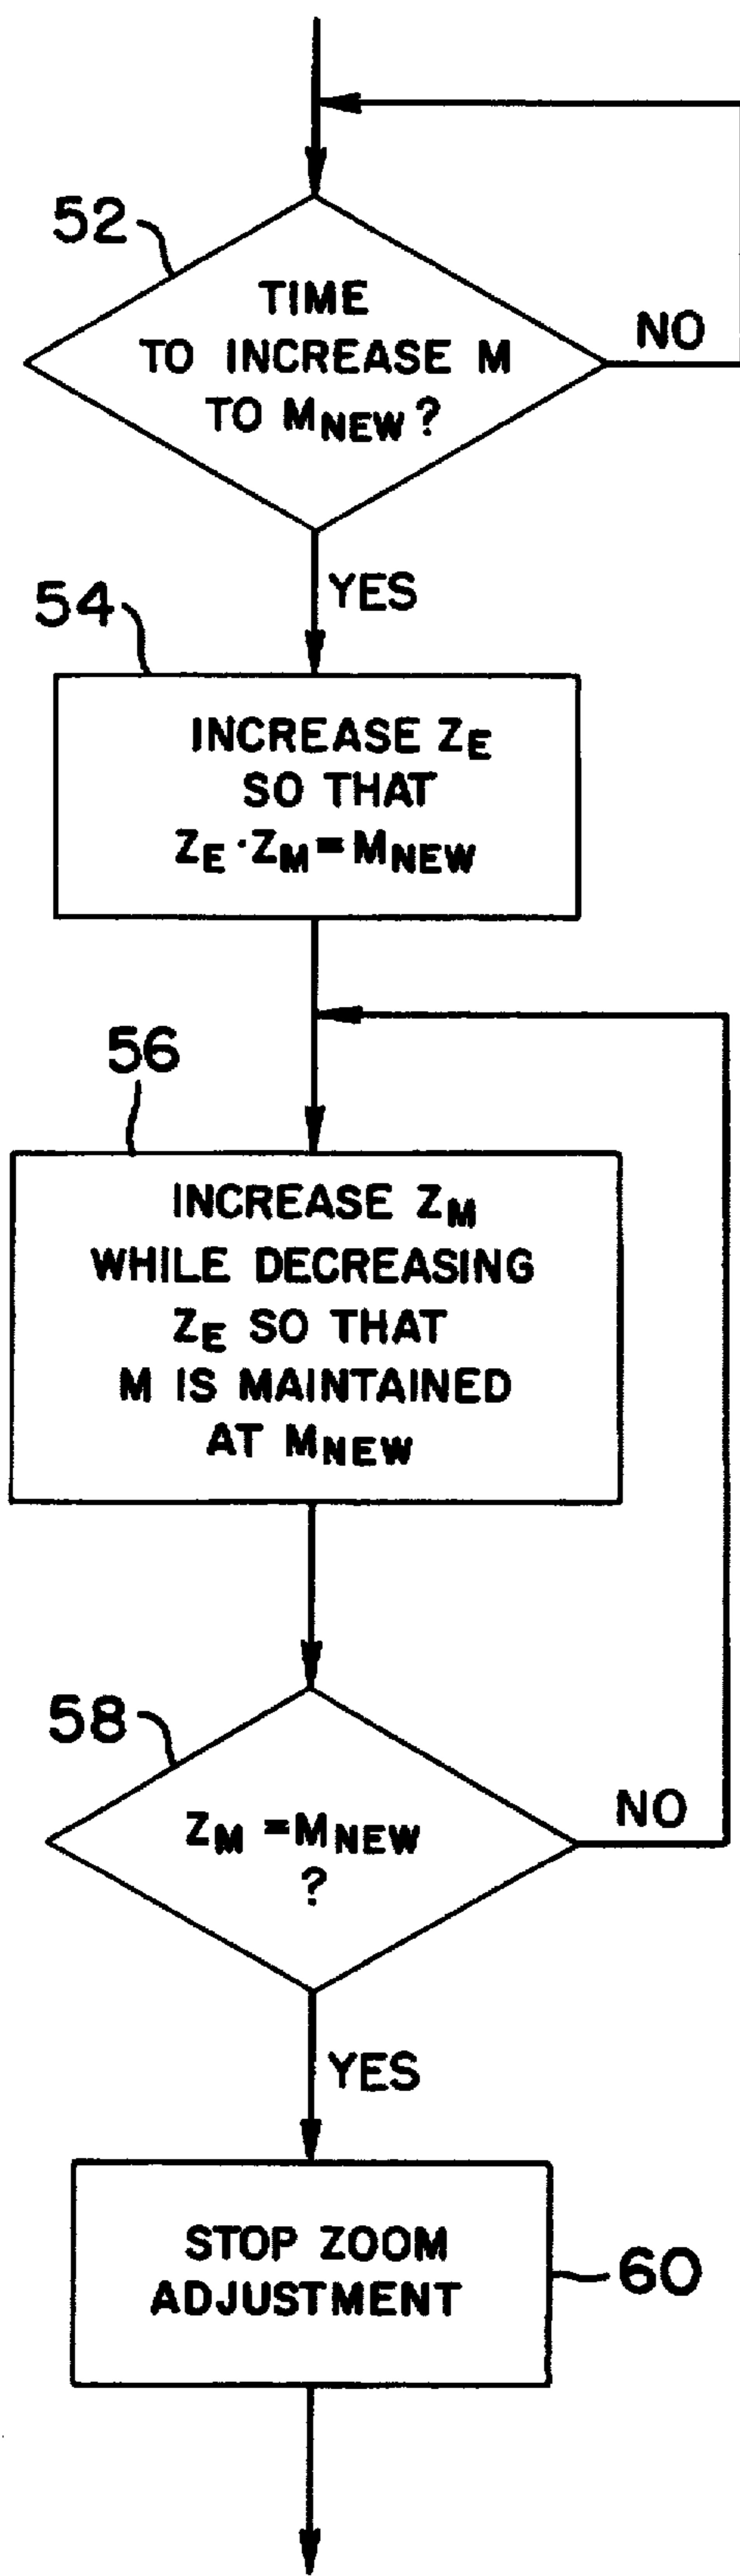 52
TIME
TO INCREASE M
TO MNEW?
NO
YES
54
INCREASE ZE
SO THAT
ZE·ZM=MNEW
56
INCREASE ZM
WHILE DECREASING
ZE SO THAT
M IS MAINTAINED
AT MNEW
58
ZM =MNEW
?
NO
YES
STOP ZOOM
ADJUSTMENT
60